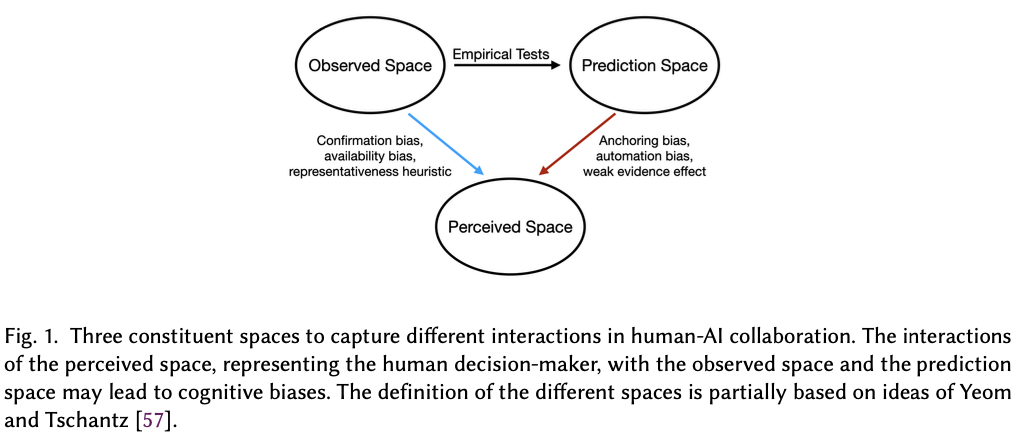 Observed Space
Empirical Tests
Prediction Space
Confirmation bias,
availability bias,
representativeness heuristic
Anchoring bias,
automation bias,
weak evidence effect
Perceived Space
Fig. 1. Three constituent spaces to capture different interactions in human-AI collaboration. The interactions
of the perceived space, representing the human decision-maker, with the observed space and the prediction
space may lead to cognitive biases. The definition of the different spaces is partially based on ideas of Yeom
and Tschantz [57].